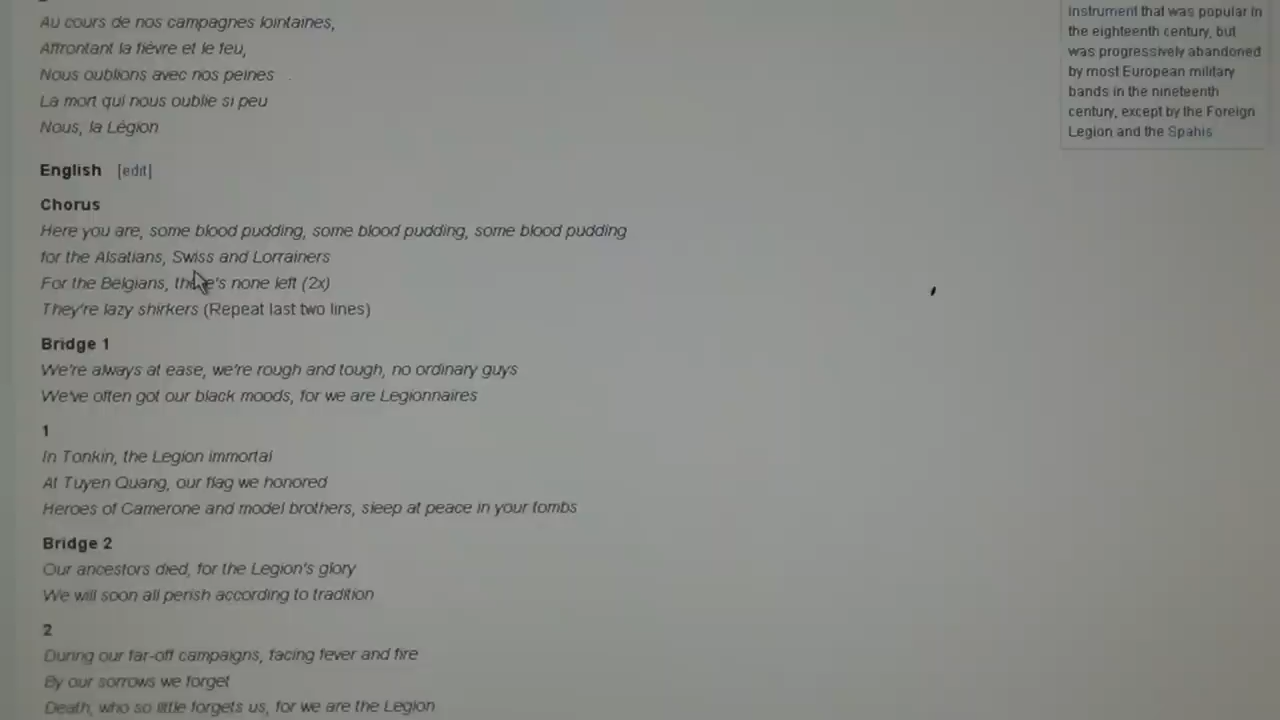 Au cours de nos campagnes lointaines,
Affrontant la fièvre et le feu,
Nous oublions avec nos peines
La mort qui nous oublie si peu
Nous, la Légion
English [edit]
Chorus
Here you are, some blood pudding, some blood pudding, some blood pudding
for the Alsatians, Swiss and Lorrainers
For the Belgians, there's none left (2x)
They're lazy shirkers (Repeat last two lines)
Bridge 1
We're always at ease, we're rough and tough, no ordinary guys
We've often got our black moods, for we are Legionnaires
1
In Tonkin, the Legion immortal
At Tuyen Quang, our flag we honored
Heroes of Camerone and model brothers, sleep at peace in your tombs
Bridge 2
Our ancestors died, for the Legion's glory
We will soon all perish according to tradition
2
During our far-off campaigns, facing fever and fire
By our sorrows we forget
Death, who so little forgets us, for we are the Legion
instrument that was popular in
the eighteenth century, but
was progressively abandoned
by most European military
bands in the nineteenth
century, except by the Foreign
Legion and the Spahis